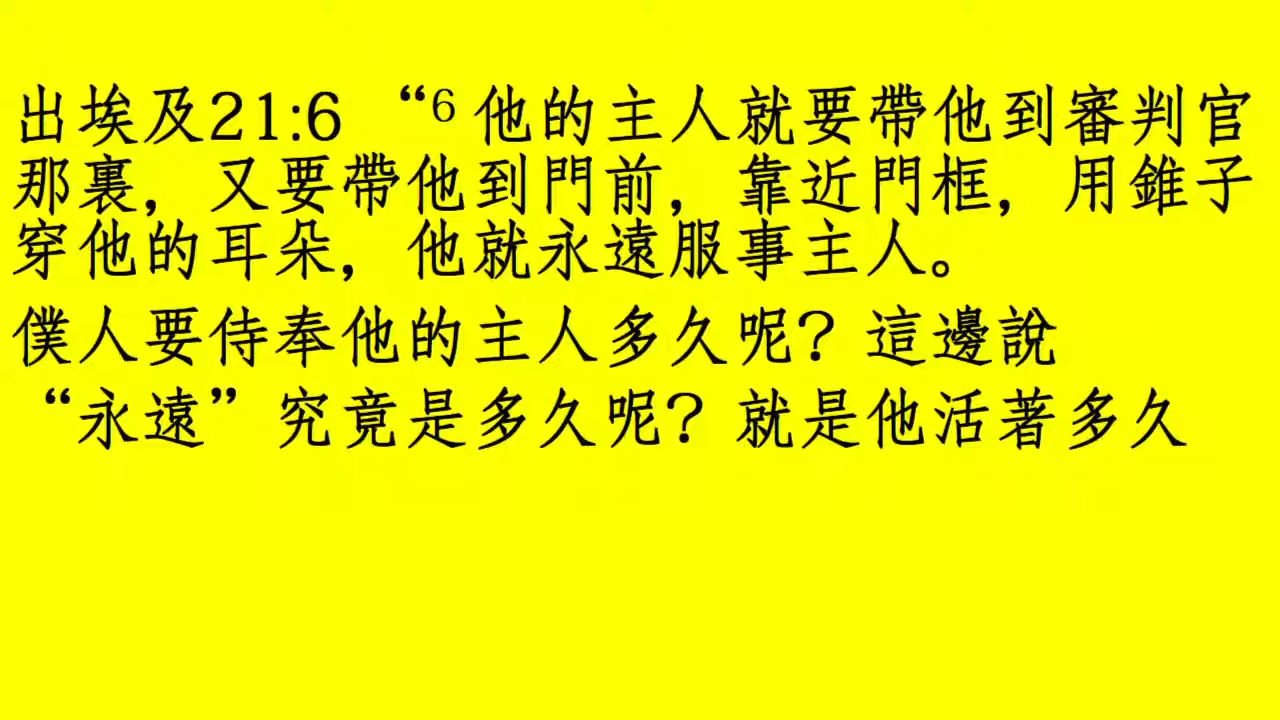 出埃及21:6 “6 他的主人就要帶他到審判官
那裏，又要帶他到門前，靠近門框，用錐子
穿他的耳朵，他就永遠服事主人。
僕人要侍奉他的主人多久呢？這邊說
“永遠”究竟是多久呢？就是他活著多久